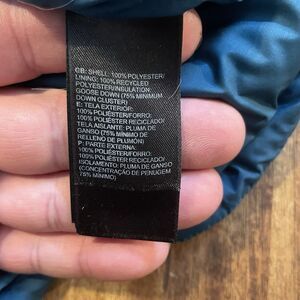 GB: SHELL: 100% POLYESTER/
LINING: 100% RECYCLED
POLYESTER/INSULATION:
GOOSE DOWN (75% MINIMUM
DOWN CLUSTER)
E: TELA EXTERIOR:
100% POLIÉSTER/FORRO:
100% POLIÉSTER RECICLADO/
TELA AISLANTE: PLUMA DE
GANSO (75% MÍNIMO DE
RELLENO DE PLUMÓN)
P: PARTE EXTERNA:
100% POLIÉSTER/FORRO:
100% POLIÉSTER RECICLADO/
ISOLAMENTO: PLUMA DE GANSO
(CONCENTRAÇÃO DE PENUGEM
75% MÍNIMO)